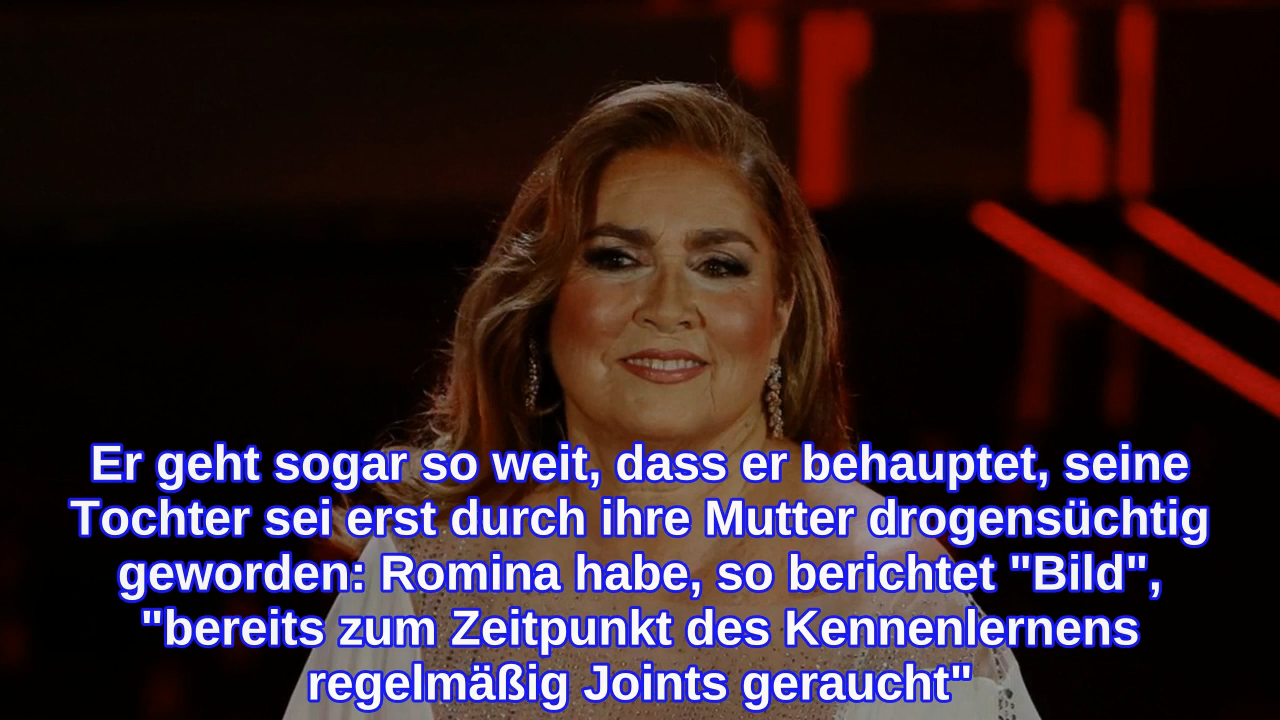 Er geht sogar so weit, dass er behauptet, seine
Tochter sei erst durch ihre Mutter drogensüchtig
geworden: Romina habe, so berichtet "Bild",
"bereits zum Zeitpunkt des Kennenlernens
regelmäßig Joints geraucht"